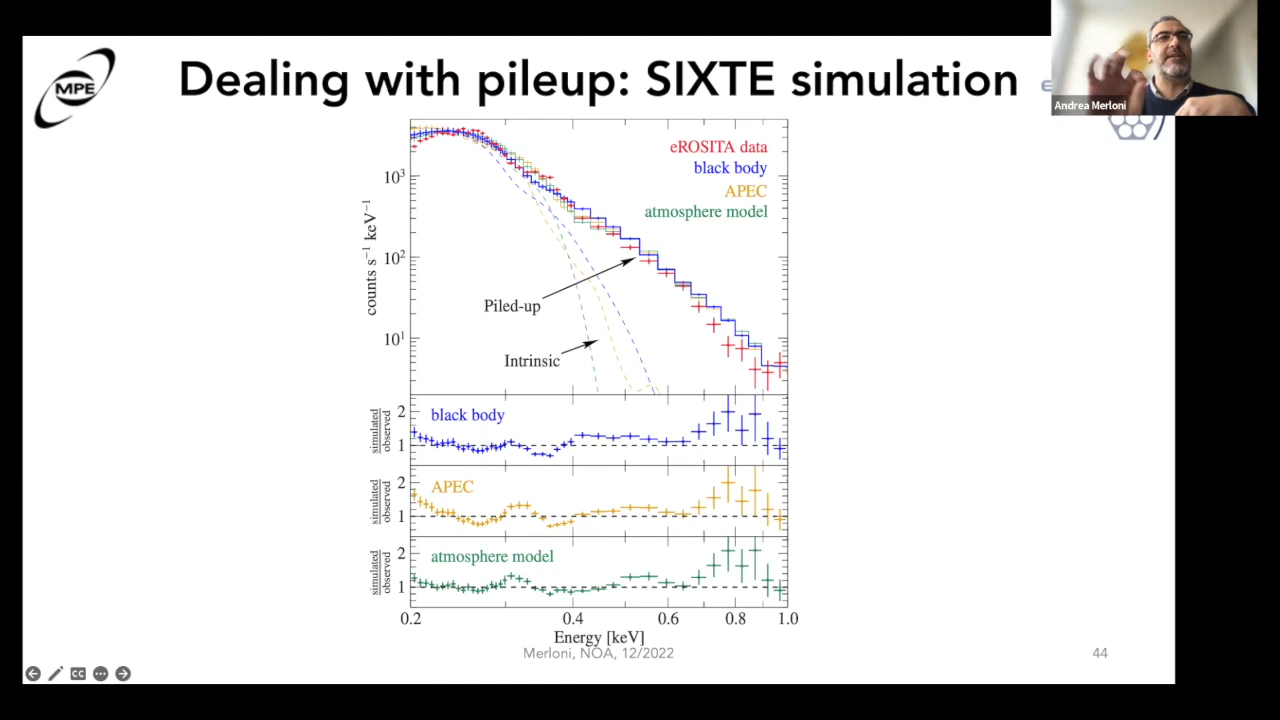 MPE
Dealing with pileup: SIXTE simulation
Andrea Merloni
eROSITA data
black body
APEC
atmosphere model
counts s⁻¹ keV⁻¹
10³
10²
10¹
Piled-up
Intrinsic
simulated
observed
2
1
black body
simulated
observed
2
1
APEC
simulated
observed
2
1
atmosphere model
0.2 0.4 0.6 0.8 1.0
Energy [keV]
Merloni, NOA, 12/2022
44
CC